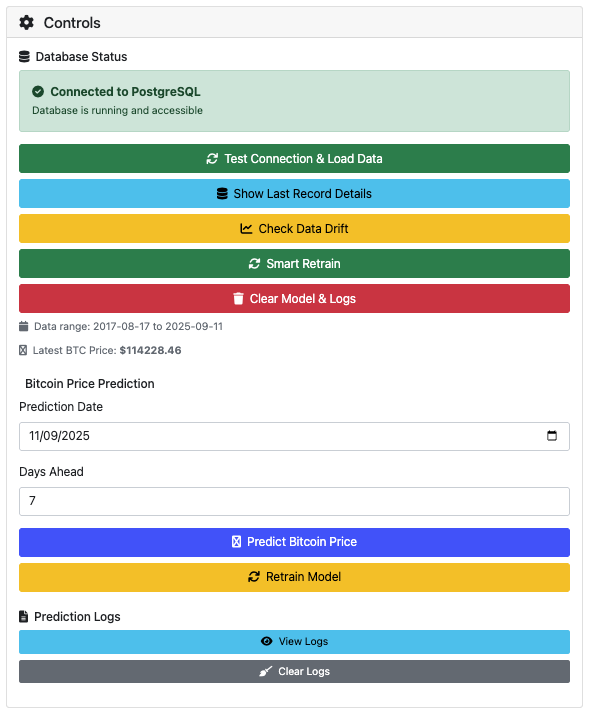 Controls
Database Status
Connected to PostgreSQL
Database is running and accessible
Test Connection & Load Data
Show Last Record Details
Check Data Drift
Smart Retrain
Clear Model & Logs
Data range: 2017-08-17 to 2025-09-11
Latest BTC Price: $114228.46
Bitcoin Price Prediction
Prediction Date
11/09/2025
Days Ahead
7
Predict Bitcoin Price
Retrain Model
Prediction Logs
View Logs
Clear Logs